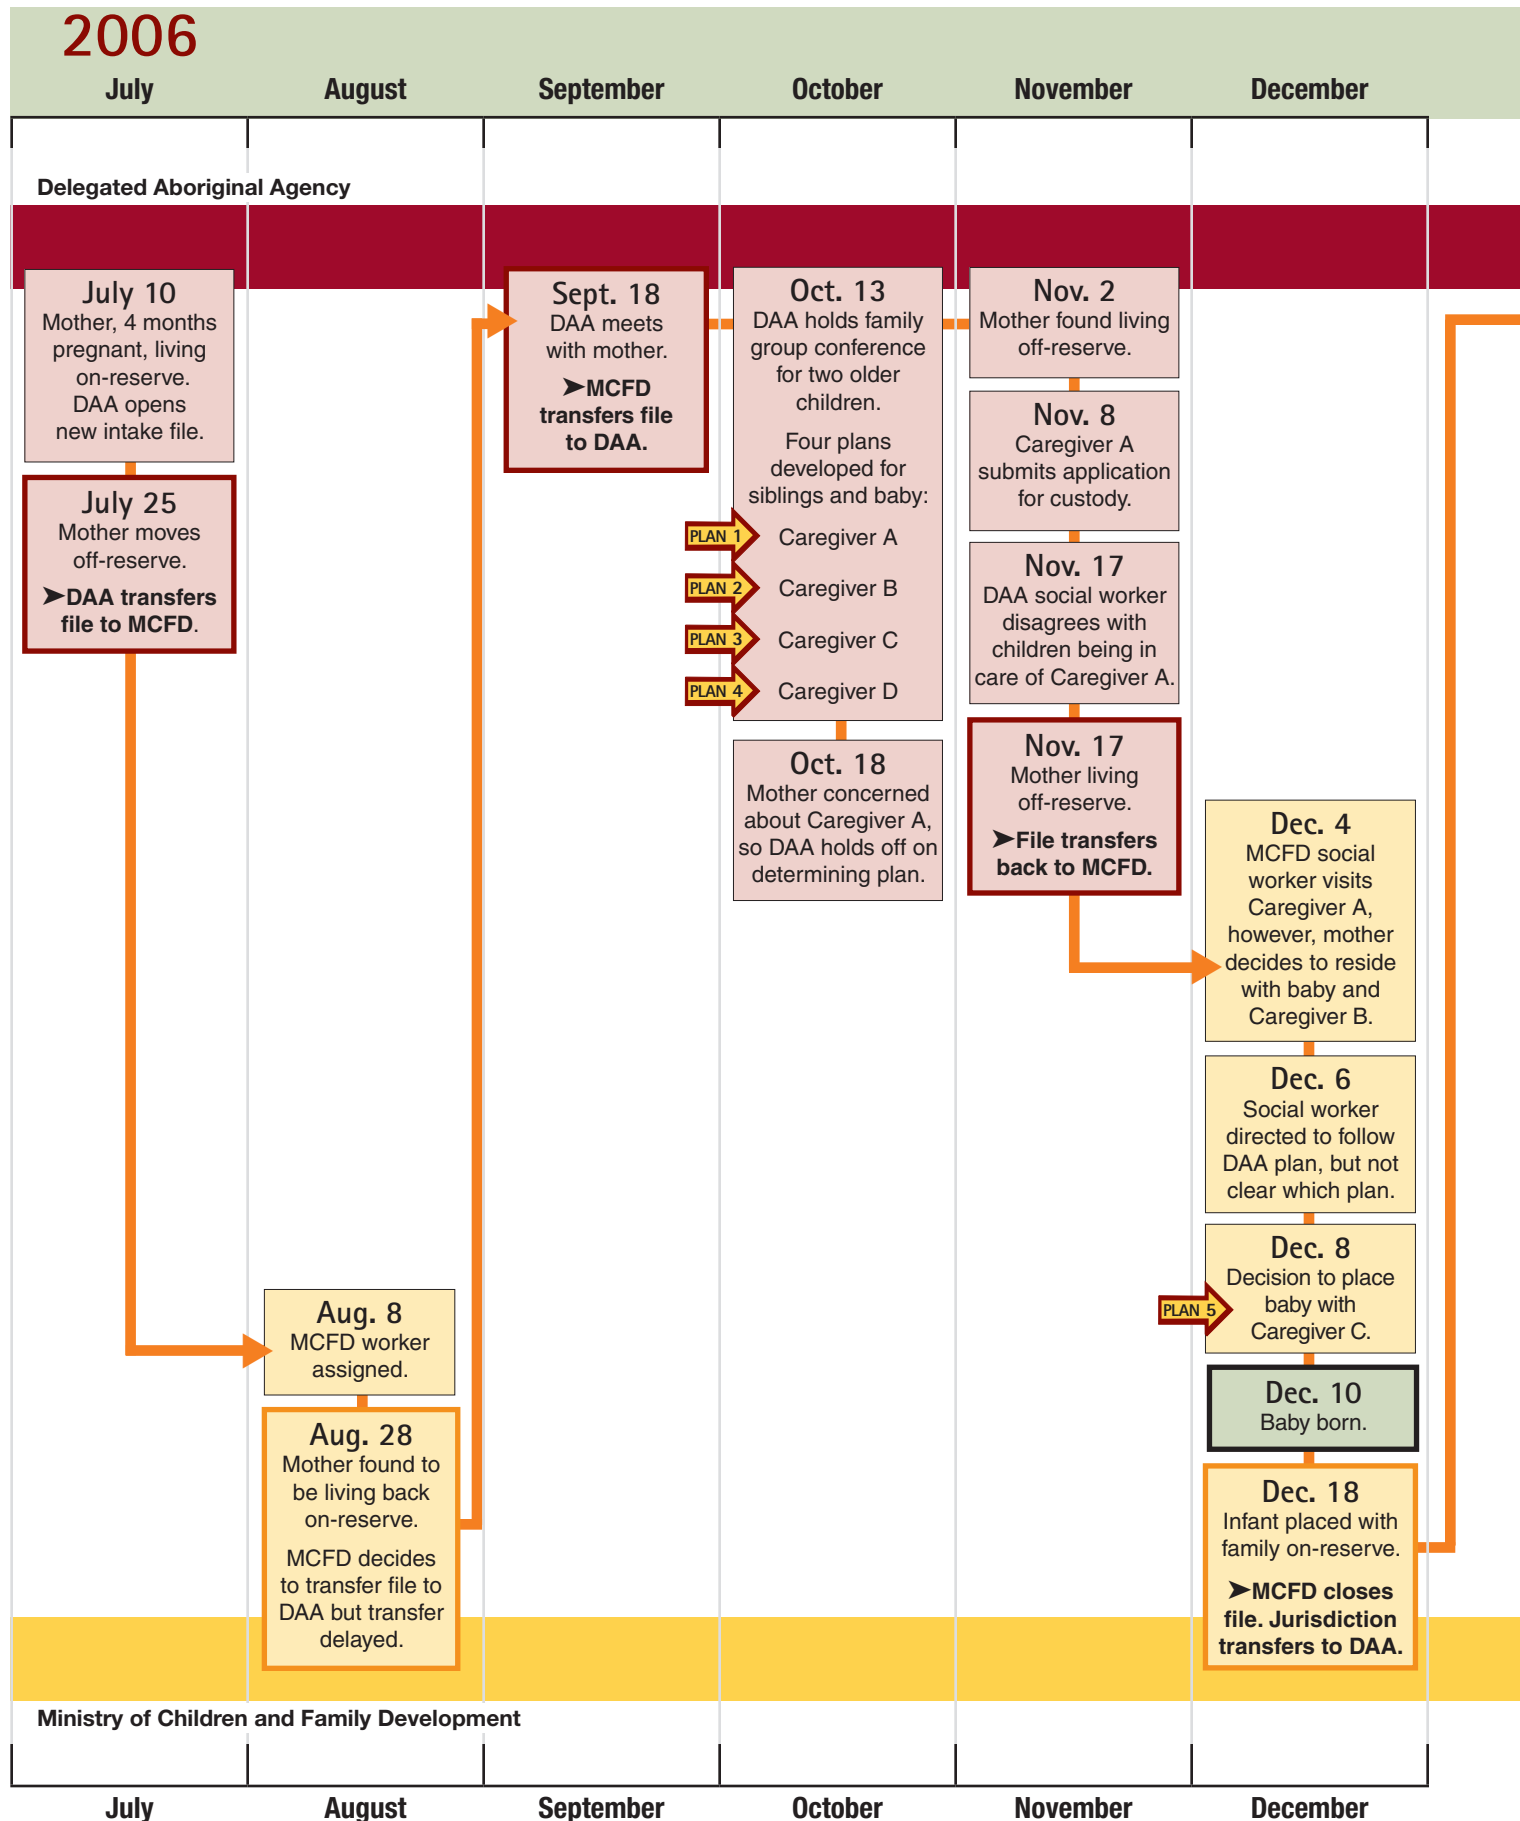 2006
July
August
September
October
November
December
Delegated Aboriginal Agency
July 10
Mother, 4 months
pregnant, living
on-reserve.
DAA opens
new intake file.
July 25
Mother moves
off-reserve.
➤DAA transfers
file to MCFD.
Aug. 8
MCFD worker
assigned.
Aug. 28
Mother found to
be living back
on-reserve.
MCFD decides
to transfer file to
DAA but transfer
delayed.
Sept. 18
DAA meets
with mother.
➤MCFD
transfers file
to DAA.
Oct. 13
DAA holds family
group conference
for two older
children.
Four plans
developed for
siblings and baby:
PLAN 1 Caregiver A
PLAN 2 Caregiver B
PLAN 3 Caregiver C
PLAN 4 Caregiver D
Oct. 18
Mother concerned
about Caregiver A,
so DAA holds off on
determining plan.
Nov. 2
Mother found living
off-reserve.
Nov. 8
Caregiver A
submits application
for custody.
Nov. 17
DAA social worker
disagrees with
children being in
care of Caregiver A.
Nov. 17
Mother living
off-reserve.
➤File transfers
back to MCFD.
Dec. 4
MCFD social
worker visits
Caregiver A,
however, mother
decides to reside
with baby and
Caregiver B.
Dec. 6
Social worker
directed to follow
DAA plan, but not
clear which plan.
Dec. 8
Decision to place
baby with
Caregiver C.
PLAN 5
Dec. 10
Baby born.
Dec. 18
Infant placed with
family on-reserve.
➤MCFD closes
file. Jurisdiction
transfers to DAA.
Ministry of Children and Family Development
July
August
September
October
November
December